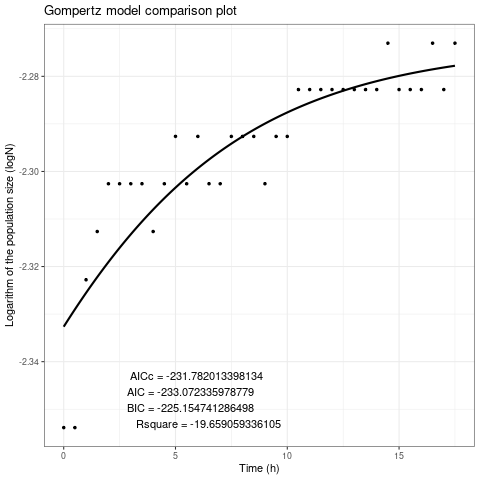 Gompertz model comparison plot
Logarithm of the population size (logN)
-2.28
-2.30
-2.32
-2.34
AICc = -231.782013398134
AIC = -233.072335978779
BIC = -225.154741286498
Rsquare = -19.659059336105
0 5 10 15
Time (h)